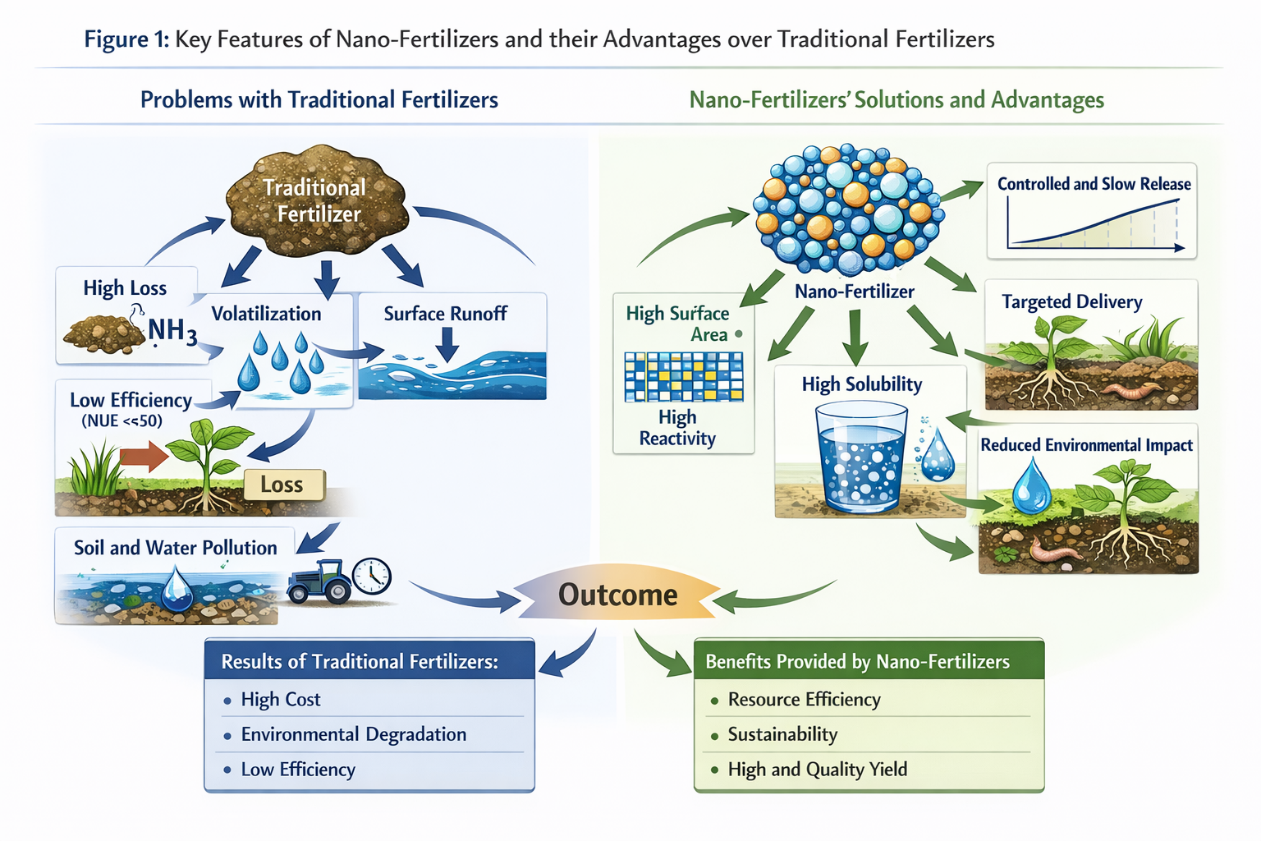 Figure 1: Key Features of Nano-Fertilizers and their Advantages over Traditional Fertilizers
Problems with Traditional Fertilizers
Nano-Fertilizers' Solutions and Advantages
Traditional
Fertilizer
High Loss
NH3
Volatilization
Surface Runoff
Low Efficiency
(NUE <<50)
Loss
Soil and Water Pollution
Nano-Fertilizer
Controlled and Slow Release
High Surface
Area
High
Reactivity
High Solubility
Targeted Delivery
Reduced Environmental Impact
Outcome
Results of Traditional Fertilizers:
• High Cost
• Environmental Degradation
• Low Efficiency
Benefits Provided by Nano-Fertilizers
• Resource Efficiency
• Sustainability
• High and Quality Yield